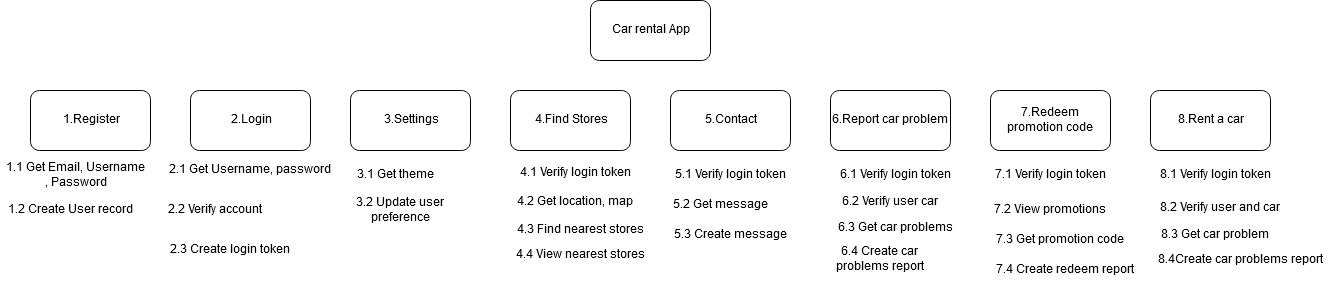 Car rental App
1.Register
2.Login
3.Settings
4.Find Stores
5.Contact
6.Report car problem
7.Redeem
promotion code
8.Rent a car
1.1 Get Email, Username
, Password
1.2 Create User record
2.1 Get Username, password
2.2 Verify account
2.3 Create login token
3.1 Get theme
3.2 Update user
preference
4.1 Verify login token
4.2 Get location, map
4.3 Find nearest stores
4.4 View nearest stores
5.1 Verify login token
5.2 Get message
5.3 Create message
6.1 Verify login token
6.2 Verify user car
6.3 Get car problems
6.4 Create car
problems report
7.1 Verify login token
7.2 View promotions
7.3 Get promotion code
7.4 Create redeem report
8.1 Verify login token
8.2 Verify user and car
8.3 Get car problem
8.4Create car problems report